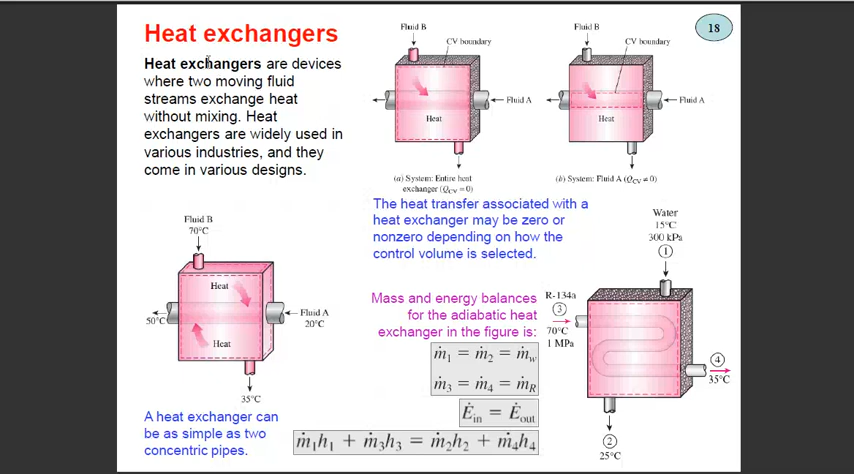 Heat exchangers
18
Heat exchangers are devices
where two moving fluid
streams exchange heat
without mixing. Heat
exchangers are widely used in
various industries, and they
come in various designs.
Fluid B
CV boundary
Fluid A
Heat
(a) System: Entire heat
exchanger (Q_CV = 0)
Fluid B
CV boundary
Fluid A
Heat
(b) System: Fluid A (Q_CV ≠ 0)
The heat transfer associated with a
heat exchanger may be zero or
nonzero depending on how the
control volume is selected.
Fluid B
70°C
Heat
50°C
Fluid A
20°C
Heat
35°C
A heat exchanger can
be as simple as two
concentric pipes.
Mass and energy balances
for the adiabatic heat
exchanger in the figure is:
ṁ₁ = ṁ₂ = ṁ_w
ṁ₃ = ṁ₄ = ṁ_R
Ė_in = Ė_out
ṁ₁h₁ + ṁ₃h₃ = ṁ₂h₂ + ṁ₄h₄
Water
15°C
300 kPa
1
R-134a
3
70°C
1 MPa
4
35°C
2
25°C